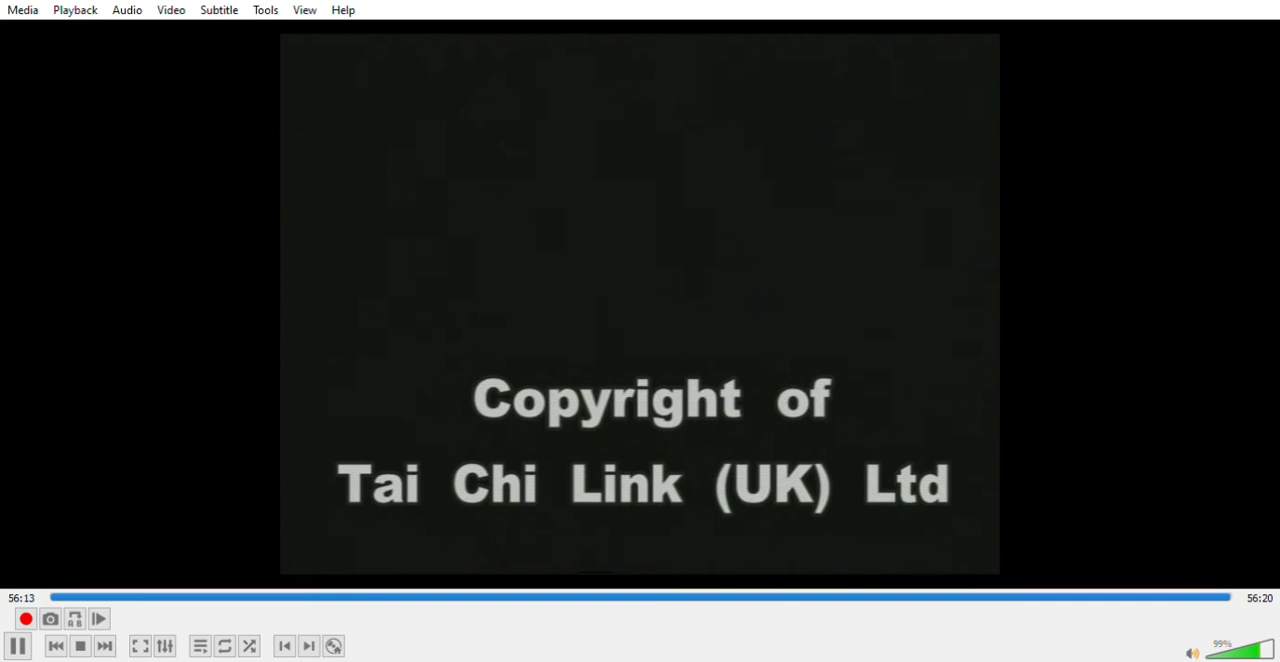 Media Playback Audio Video Subtitle Tools View Help
Copyright of
Tai Chi Link (UK) Ltd
56:13 56:20
A B
99%